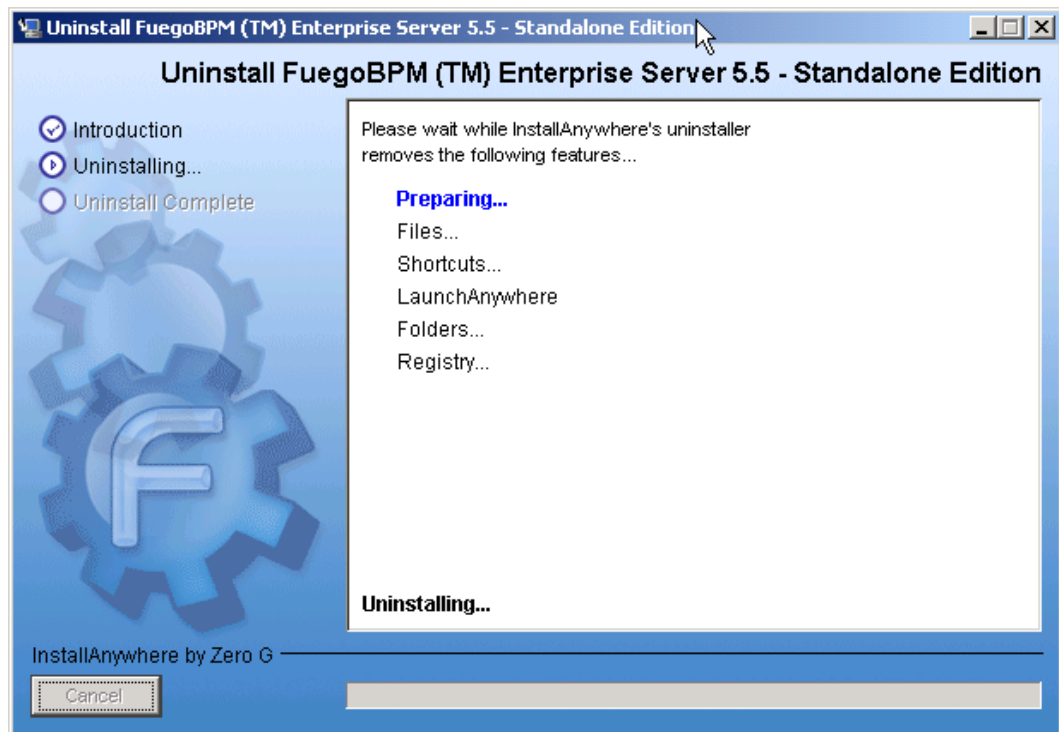 Uninstall FuegoBPM (TM) Enterprise Server 5.5 - Standalone Edition
Uninstall FuegoBPM (TM) Enterprise Server 5.5 - Standalone Edition
Introduction
Uninstalling...
Uninstall Complete
Please wait while InstallAnywhere's uninstaller
removes the following features...
Preparing...
Files...
Shortcuts...
LaunchAnywhere
Folders...
Registry...
F
Uninstalling...
InstallAnywhere by Zero G
Cancel